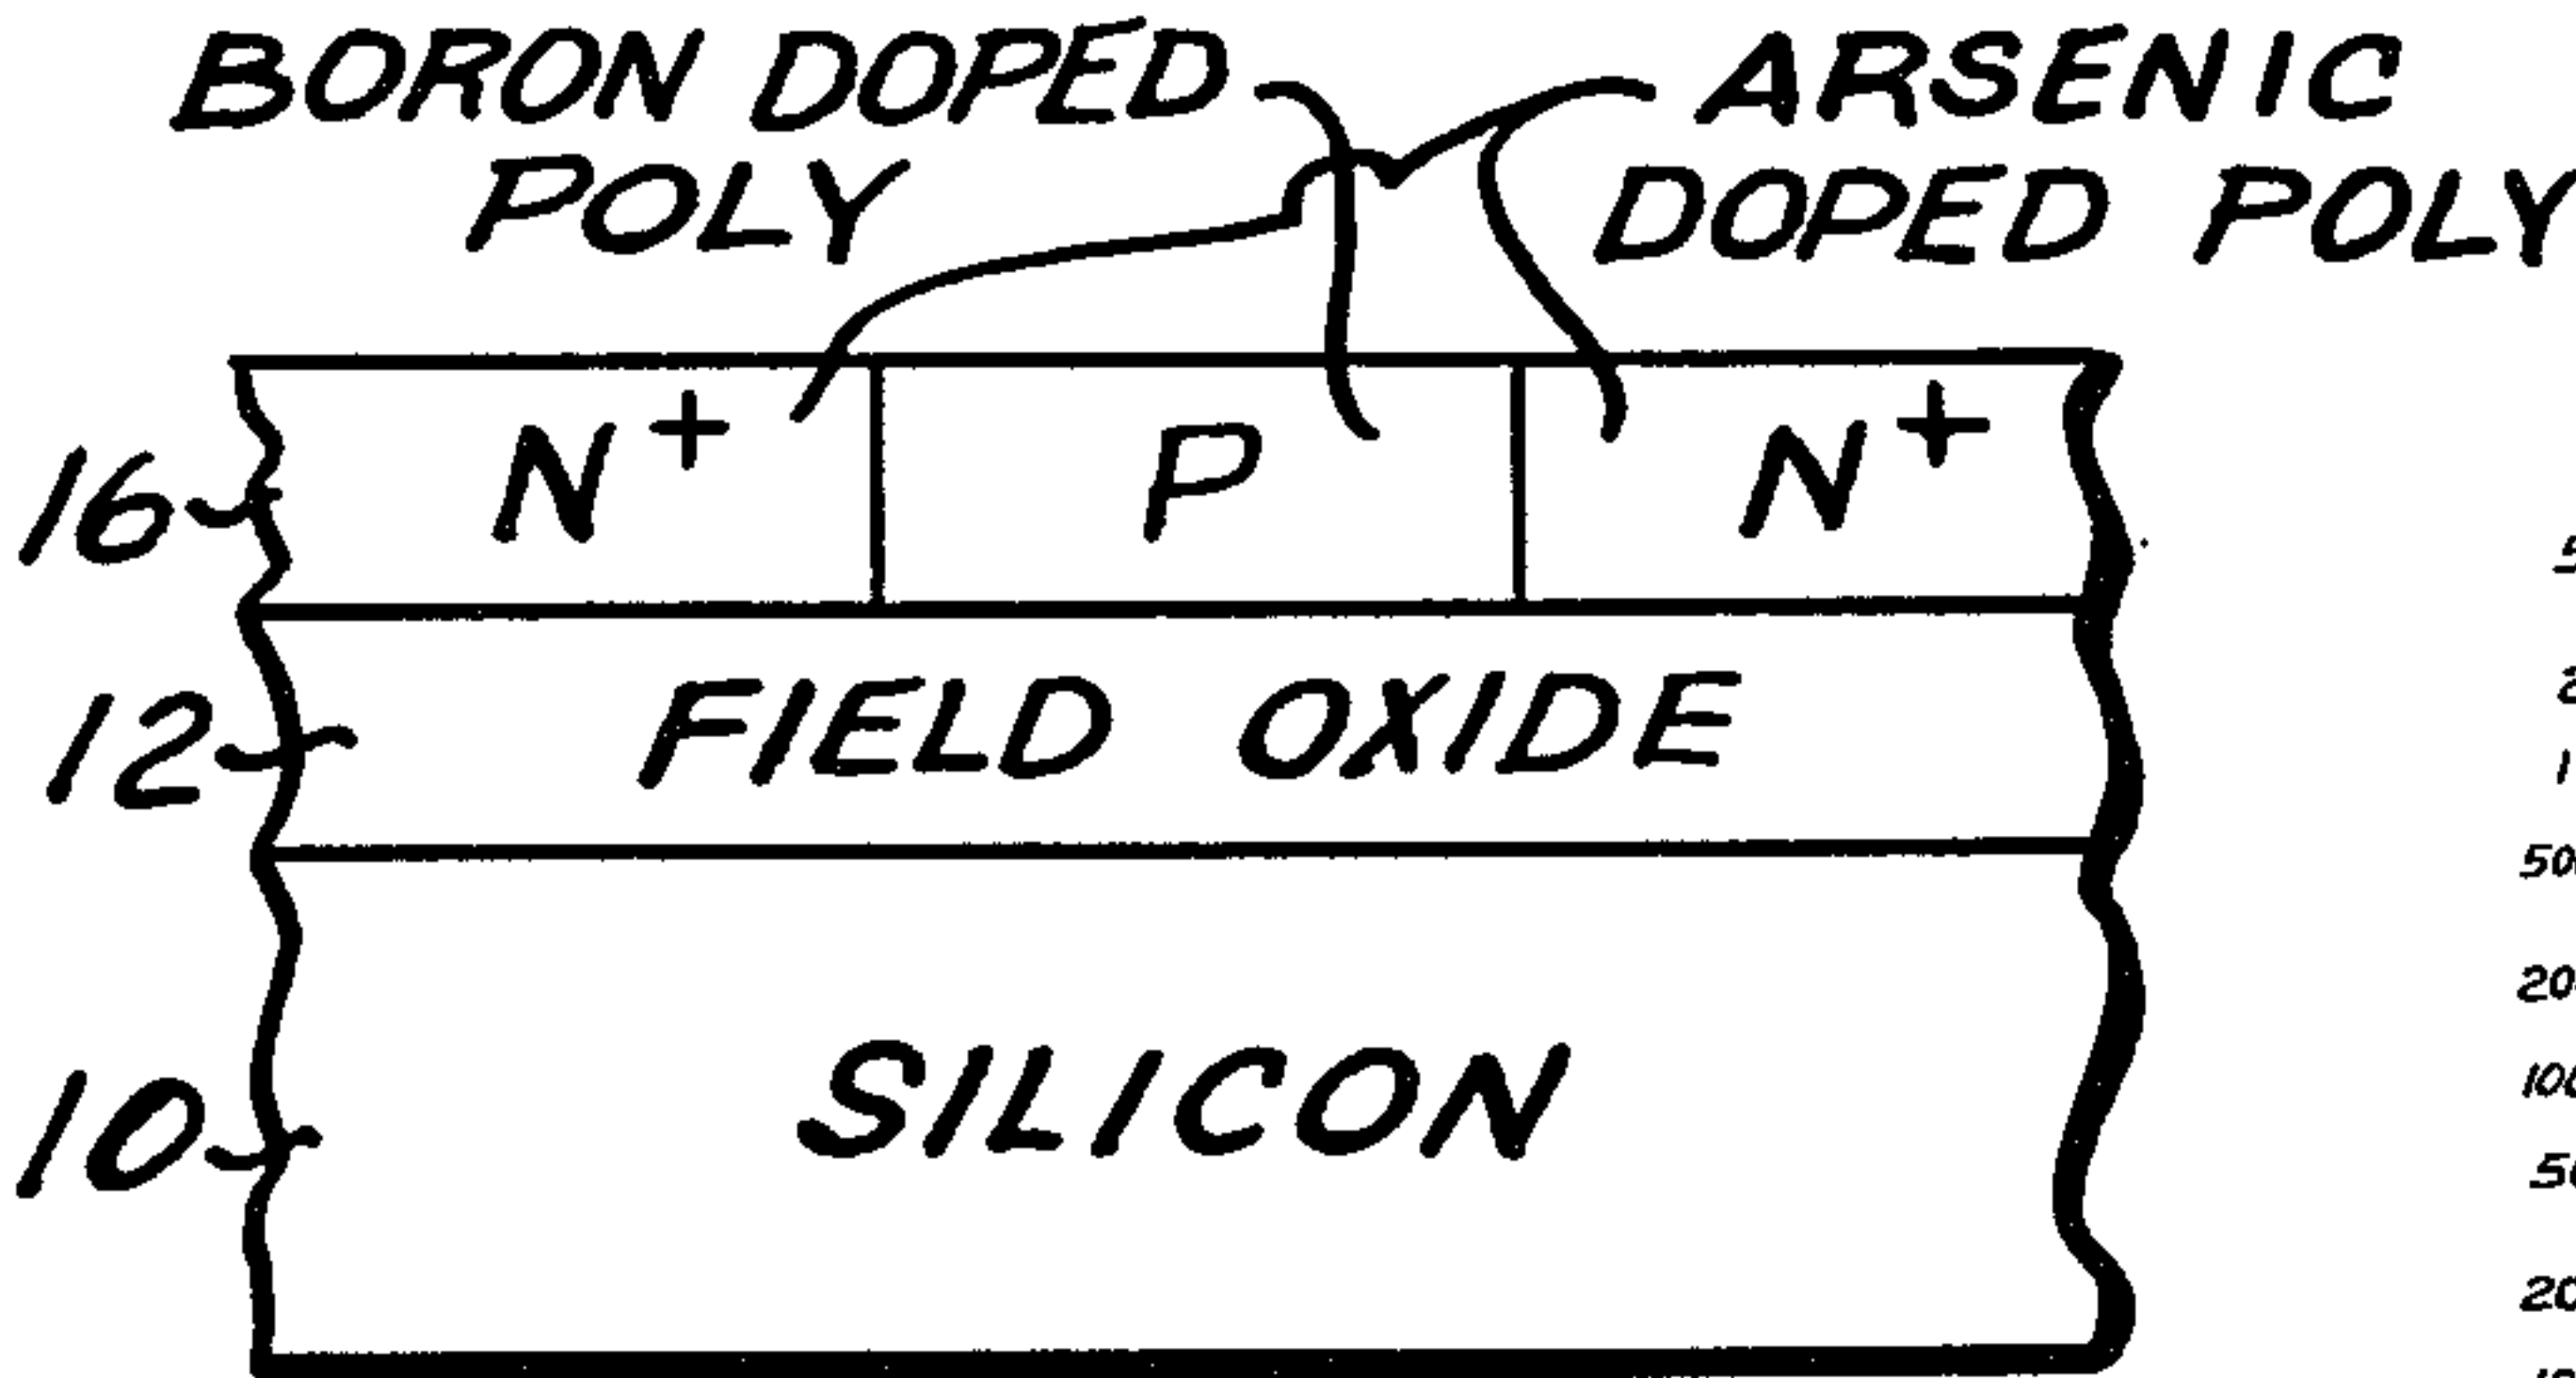 BORON DOPED
POLY
ARSENIC
DOPED POLY
16
N+
P
N+
12
FIELD OXIDE
10
SILICON